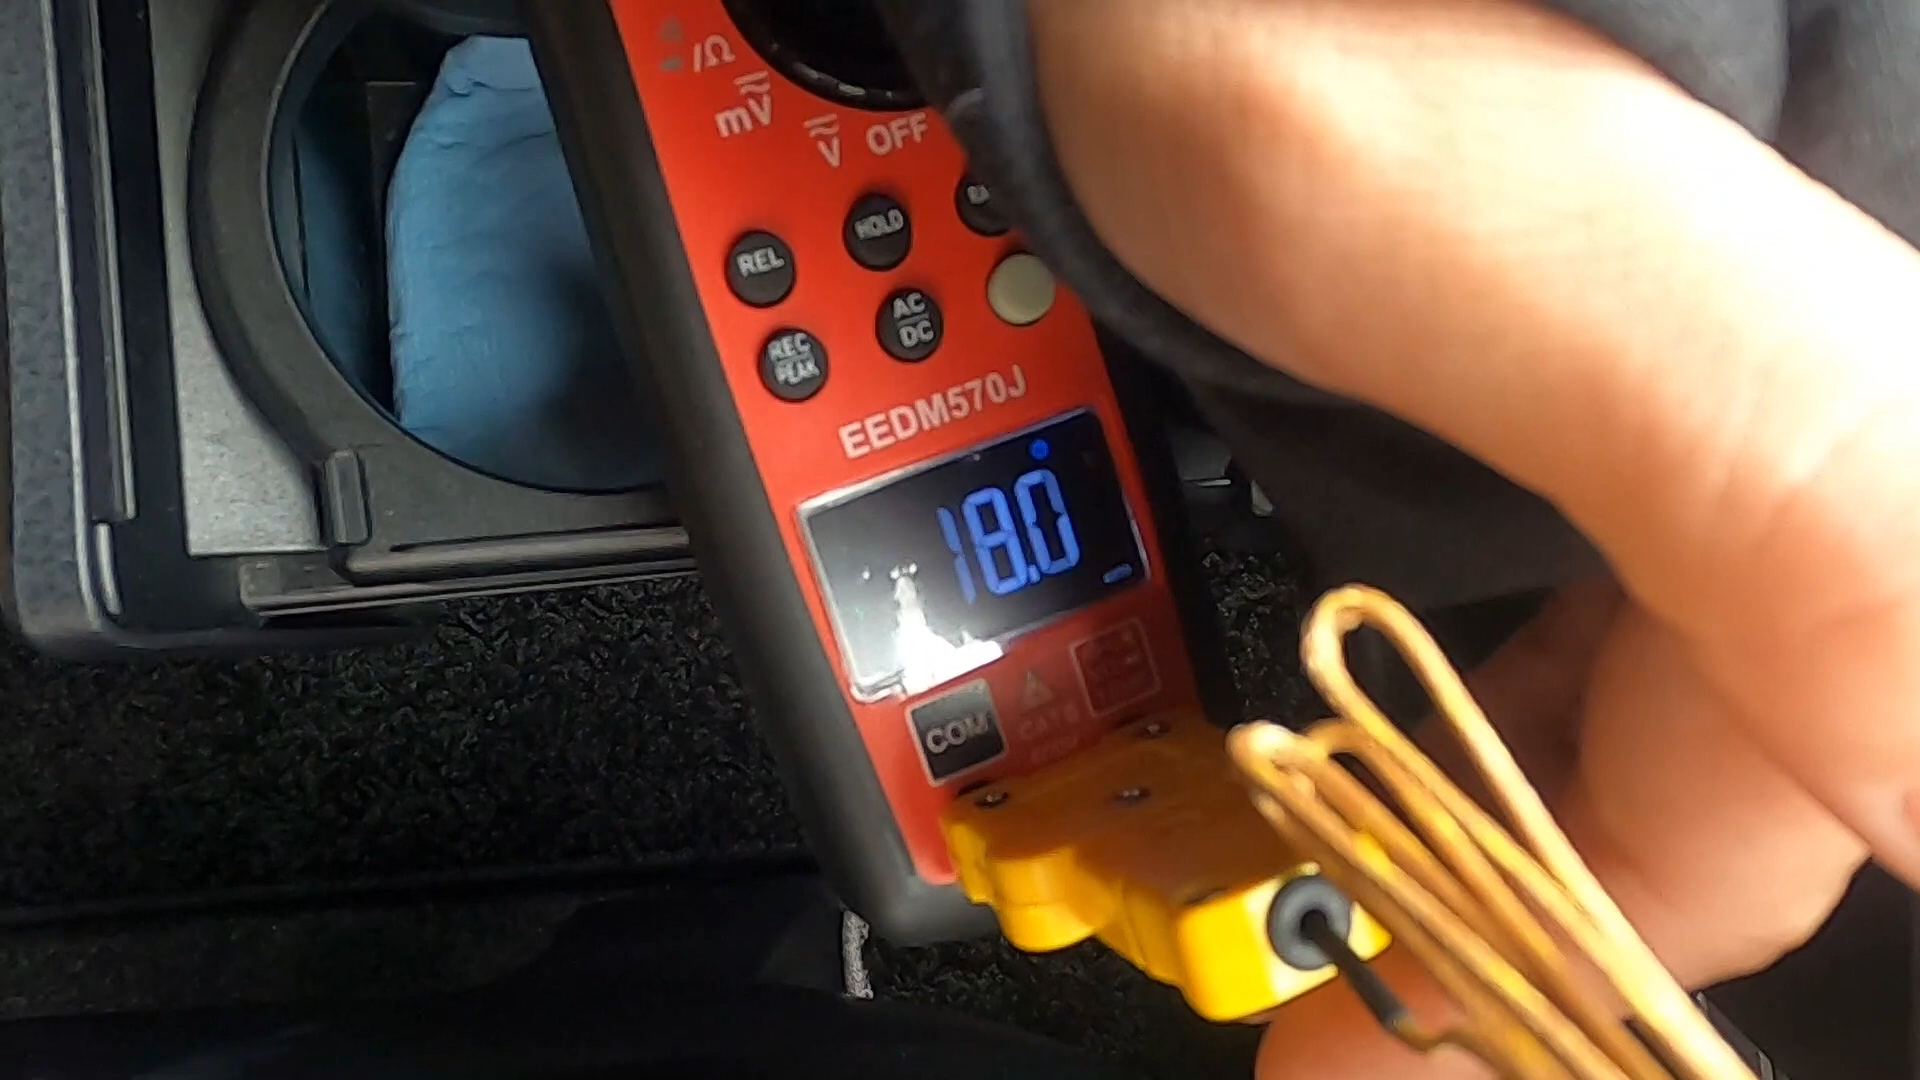 /Ω
mV
V
OFF
HOLD
REL
AC
DC
REC
PEAK
EEDM570J
18.0
COM